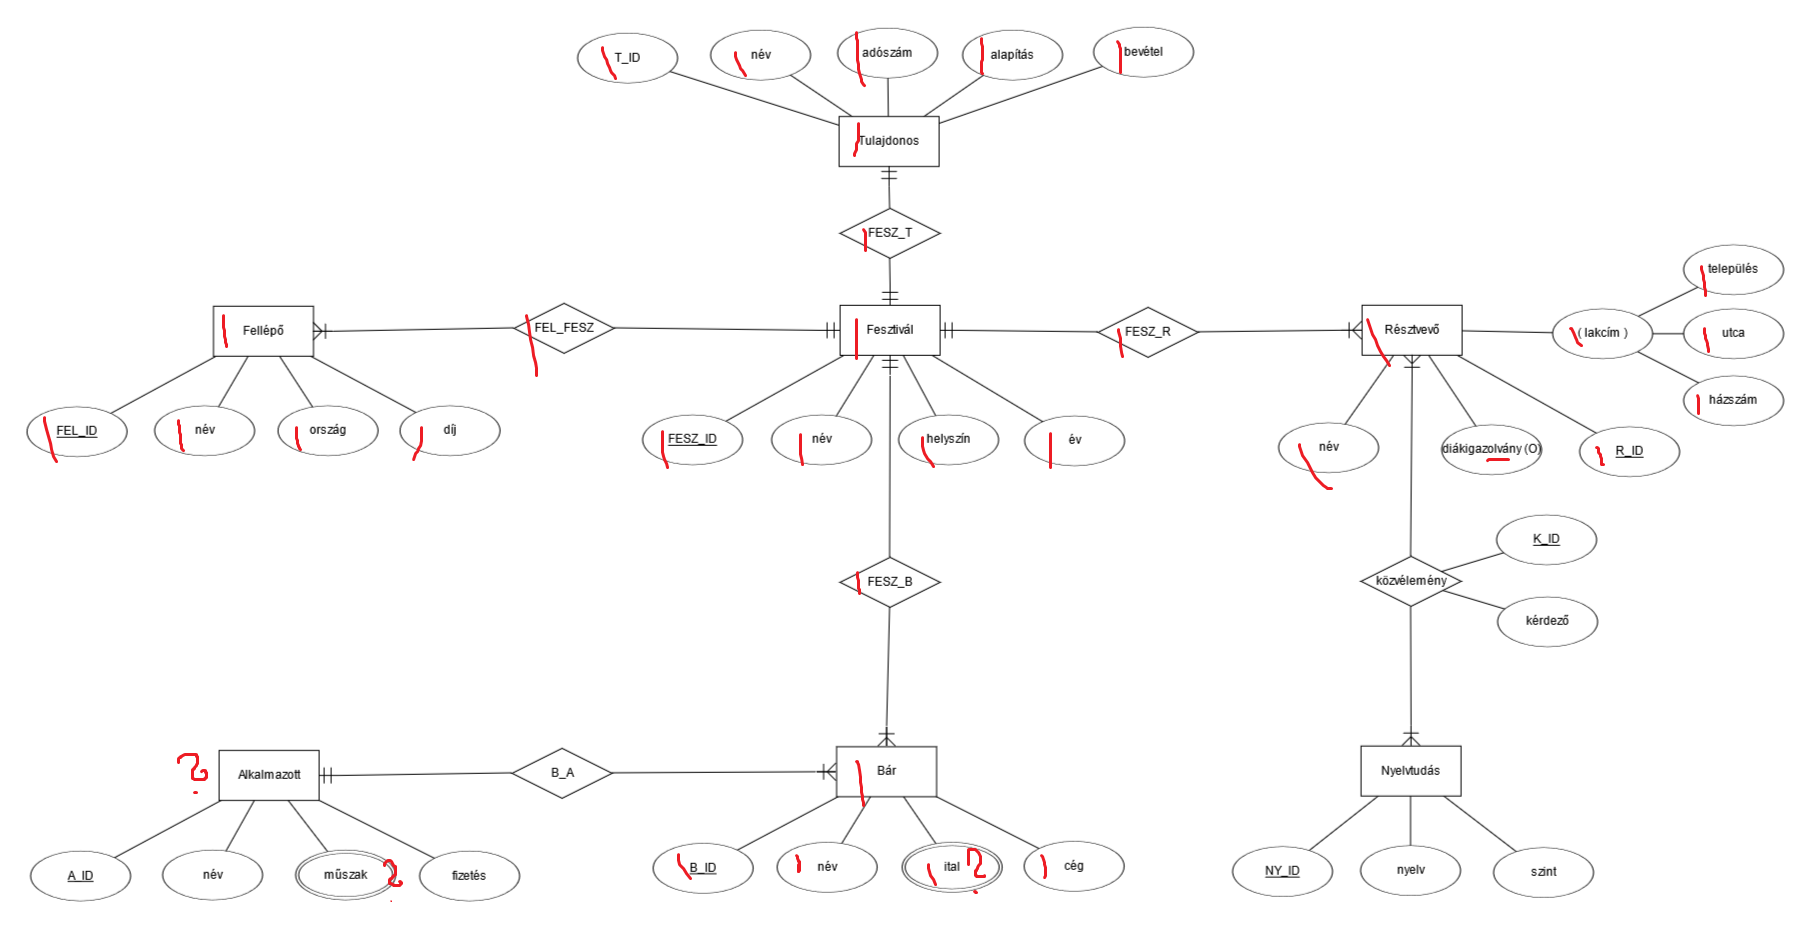 T_ID
név
adószám
alapítás
bevétel
Tulajdonos
FESZ_T
Fellépő
FEL_FESZ
Fesztivál
FESZ_R
Résztvevő
( lakcím )
település
utca
házszám
FEL_ID
név
ország
díj
FESZ_ID
név
helyszín
év
név
diákigazolvány (O)
R_ID
FESZ_B
közvélemény
K_ID
kérdező
?
Alkalmazott
B_A
Bár
Nyelvtudás
A_ID
név
műszak ?
fizetés
B_ID
név
ital ?
cég
NY_ID
nyelv
szint